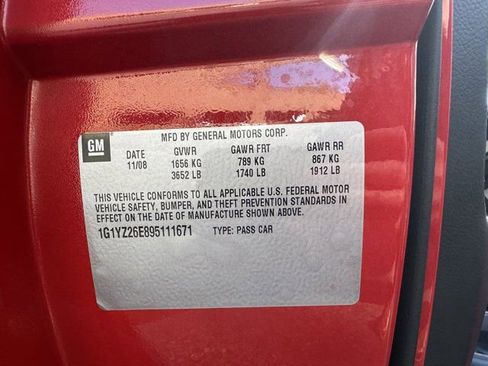 MFD BY GENERAL MOTORS CORP.
GM DATE GVWR GAWR FRT GAWR RR
11/08 1656 KG 789 KG 867 KG
3652 LB 1740 LB 1912 LB
THIS VEHICLE CONFORMS TO ALL APPLICABLE U.S. FEDERAL MOTOR
VEHICLE SAFETY, BUMPER, AND THEFT PREVENTION STANDARDS IN
EFFECT ON THE DATE OF MANUFACTURE SHOWN ABOVE.
1G1YZ26E895111671 TYPE: PASS CAR